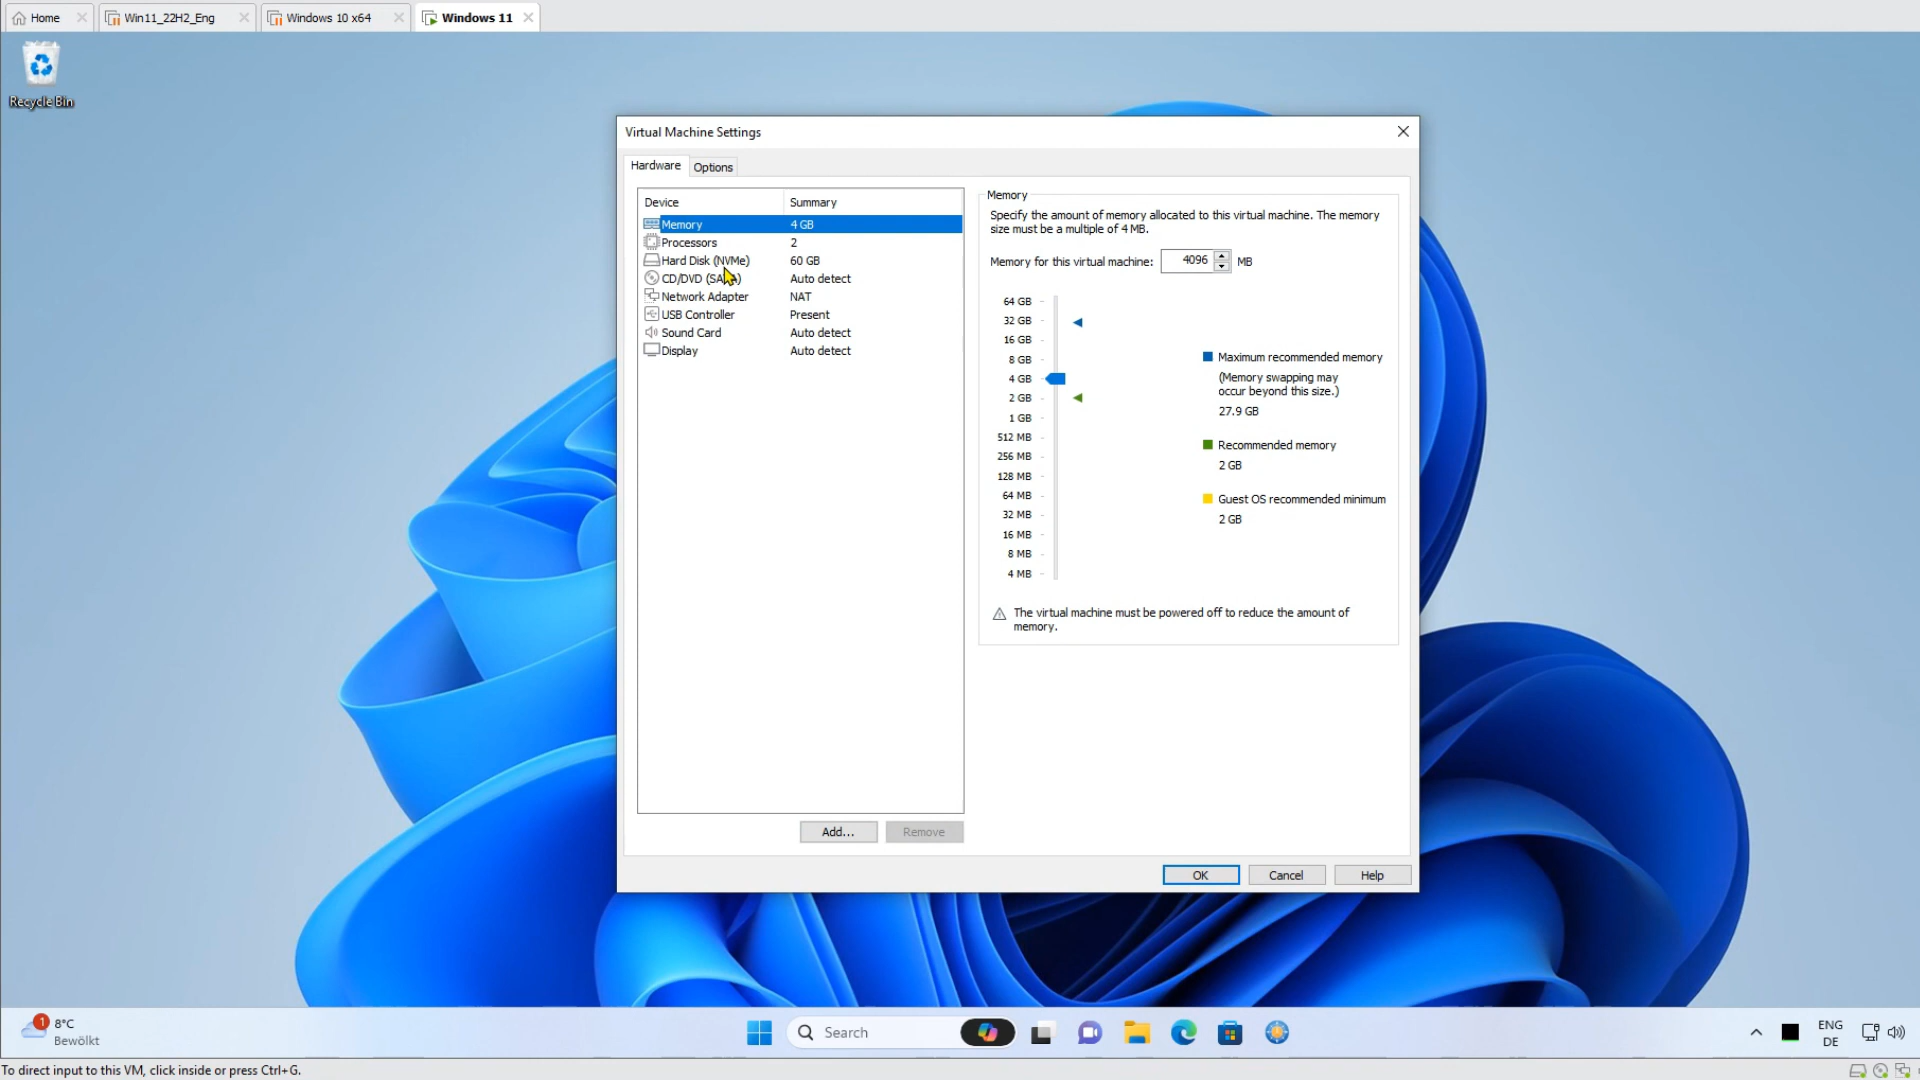 Home
Win11_22H2_Eng
Windows 10 x64
Windows 11
Recycle Bin
Virtual Machine Settings
Hardware
Options
Device Summary
Memory 4 GB
Processors 2
Hard Disk (NVMe) 60 GB
CD/DVD (SATA) Auto detect
Network Adapter NAT
USB Controller Present
Sound Card Auto detect
Display Auto detect
Add...
Remove
Memory
Specify the amount of memory allocated to this virtual machine. The memory
size must be a multiple of 4 MB.
Memory for this virtual machine: 4096 MB
64 GB
32 GB
16 GB
8 GB
4 GB
2 GB
1 GB
512 MB
256 MB
128 MB
64 MB
32 MB
16 MB
8 MB
4 MB
Maximum recommended memory
(Memory swapping may
occur beyond this size.)
27.9 GB
Recommended memory
2 GB
Guest OS recommended minimum
2 GB
The virtual machine must be powered off to reduce the amount of
memory.
OK
Cancel
Help
1
8°C
Bewölkt
Search
ENG
DE
To direct input to this VM, click inside or press Ctrl+G.